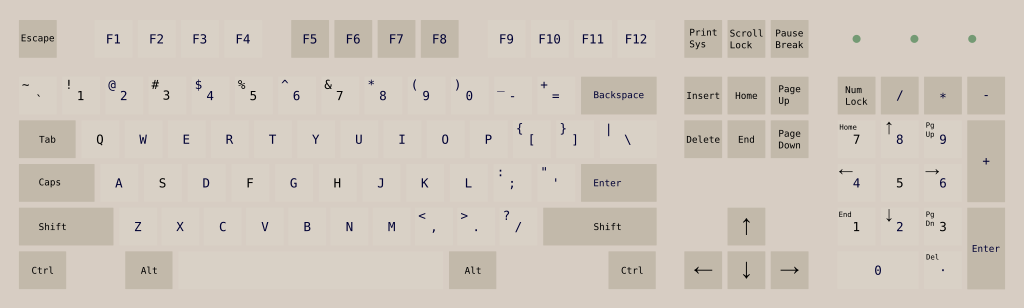 Escape F1 F2 F3 F4 F5 F6 F7 F8 F9 F10 F11 F12 Print Sys Scroll Lock Pause Break
~ ` ! 1 @ 2 # 3 $ 4 % 5 ^ 6 & 7 * 8 ( 9 ) 0 _ - + = Backspace Insert Home Page Up Num Lock / * -
Tab Q W E R T Y U I O P { [ } ] | \ Delete End Page Down Home 7 ↑ 8 Pg Up 9 +
Caps A S D F G H J K L : ; " ' Enter ← 4 5 → 6
Shift Z X C V B N M < , > . ? / Shift ↑ End 1 ↓ 2 Pg Dn 3 Enter
Ctrl Alt Alt Ctrl ← ↓ → 0 Del .